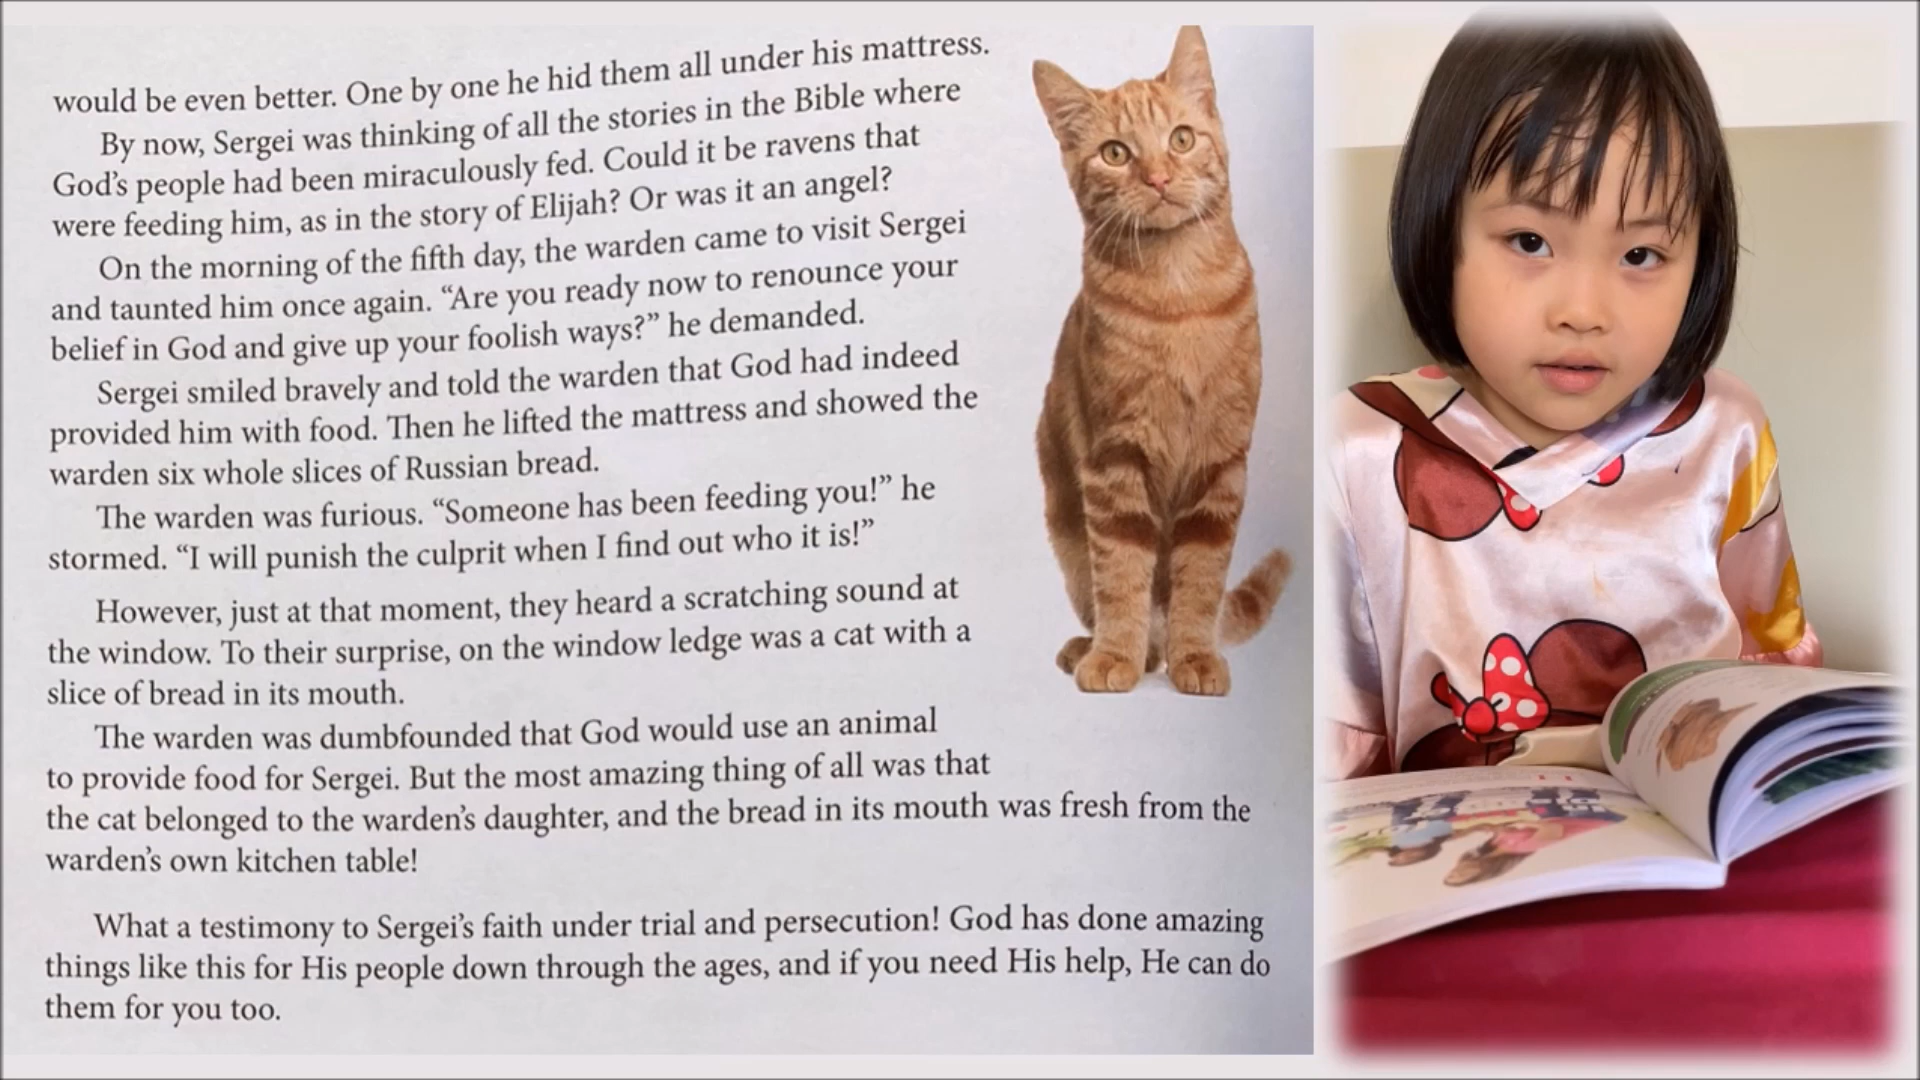 would be even better. One by one he hid them all under his mattress.
By now, Sergei was thinking of all the stories in the Bible where
God's people had been miraculously fed. Could it be ravens that
were feeding him, as in the story of Elijah? Or was it an angel?
On the morning of the fifth day, the warden came to visit Sergei
and taunted him once again. “Are you ready now to renounce your
belief in God and give up your foolish ways?” he demanded.
Sergei smiled bravely and told the warden that God had indeed
provided him with food. Then he lifted the mattress and showed the
warden six whole slices of Russian bread.
The warden was furious. “Someone has been feeding you!” he
stormed. “I will punish the culprit when I find out who it is!”
However, just at that moment, they heard a scratching sound at
the window. To their surprise, on the window ledge was a cat with a
slice of bread in its mouth.
The warden was dumbfounded that God would use an animal
to provide food for Sergei. But the most amazing thing of all was that
the cat belonged to the warden's daughter, and the bread in its mouth was fresh from the
warden's own kitchen table!
What a testimony to Sergei's faith under trial and persecution! God has done amazing
things like this for His people down through the ages, and if you need His help, He can do
them for you too.